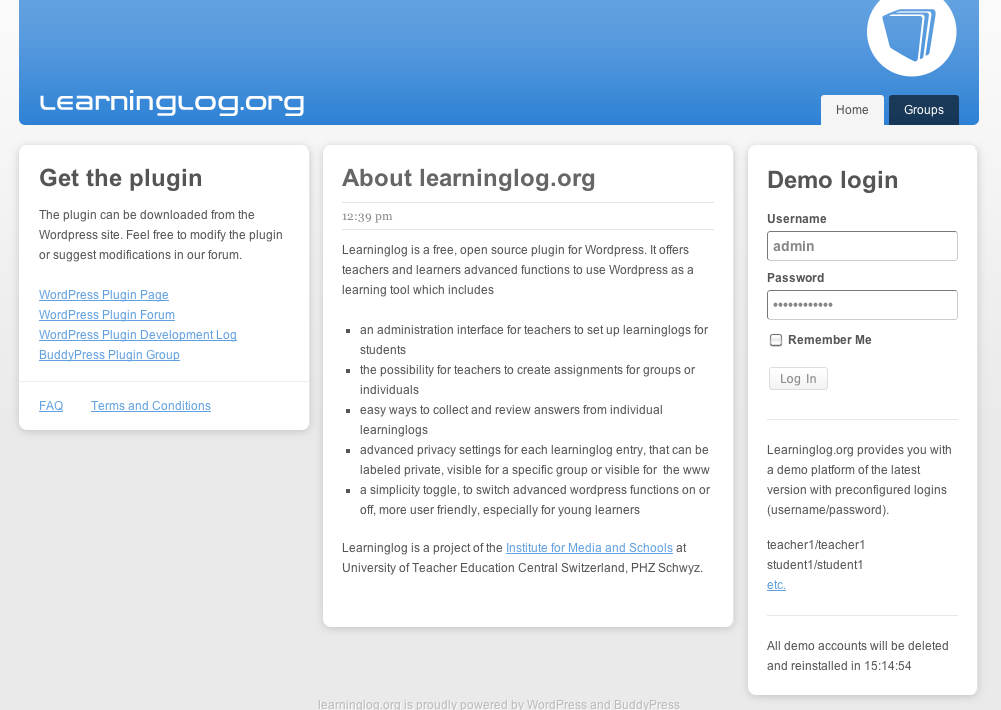 Learninglog.org
Home
Groups
Get the plugin
The plugin can be downloaded from the
Wordpress site. Feel free to modify the plugin
or suggest modifications in our forum.
WordPress Plugin Page
WordPress Plugin Forum
WordPress Plugin Development Log
BuddyPress Plugin Group
FAQ
Terms and Conditions
About learninglog.org
12:39 pm
Learninglog is a free, open source plugin for Wordpress. It offers
teachers and learners advanced functions to use Wordpress as a
learning tool which includes
an administration interface for teachers to set up learninglogs for
students
the possibility for teachers to create assignments for groups or
individuals
easy ways to collect and review answers from individual
learninglogs
advanced privacy settings for each learninglog entry, that can be
labeled private, visible for a specific group or visible for  the www
a simplicity toggle, to switch advanced wordpress functions on or
off, more user friendly, especially for young learners
Learninglog is a project of the Institute for Media and Schools at
University of Teacher Education Central Switzerland, PHZ Schwyz.
Demo login
Username
admin
Password
••••••••••••
Remember Me
Log In
Learninglog.org provides you with
a demo platform of the latest
version with preconfigured logins
(username/password).
teacher1/teacher1
student1/student1
etc.
All demo accounts will be deleted
and reinstalled in 15:14:54
learninglog.org is proudly powered by WordPress and BuddyPress